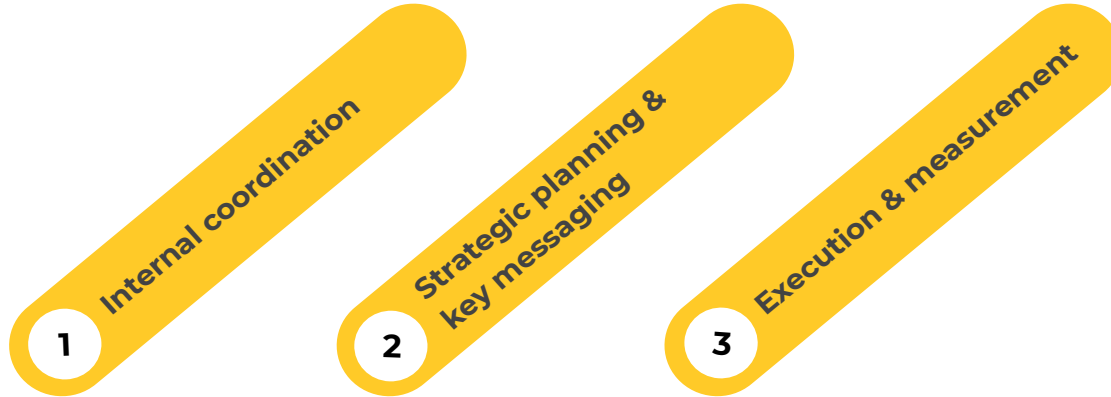 1
Internal coordination
2
Strategic planning &
key messaging
3
Execution & measurement